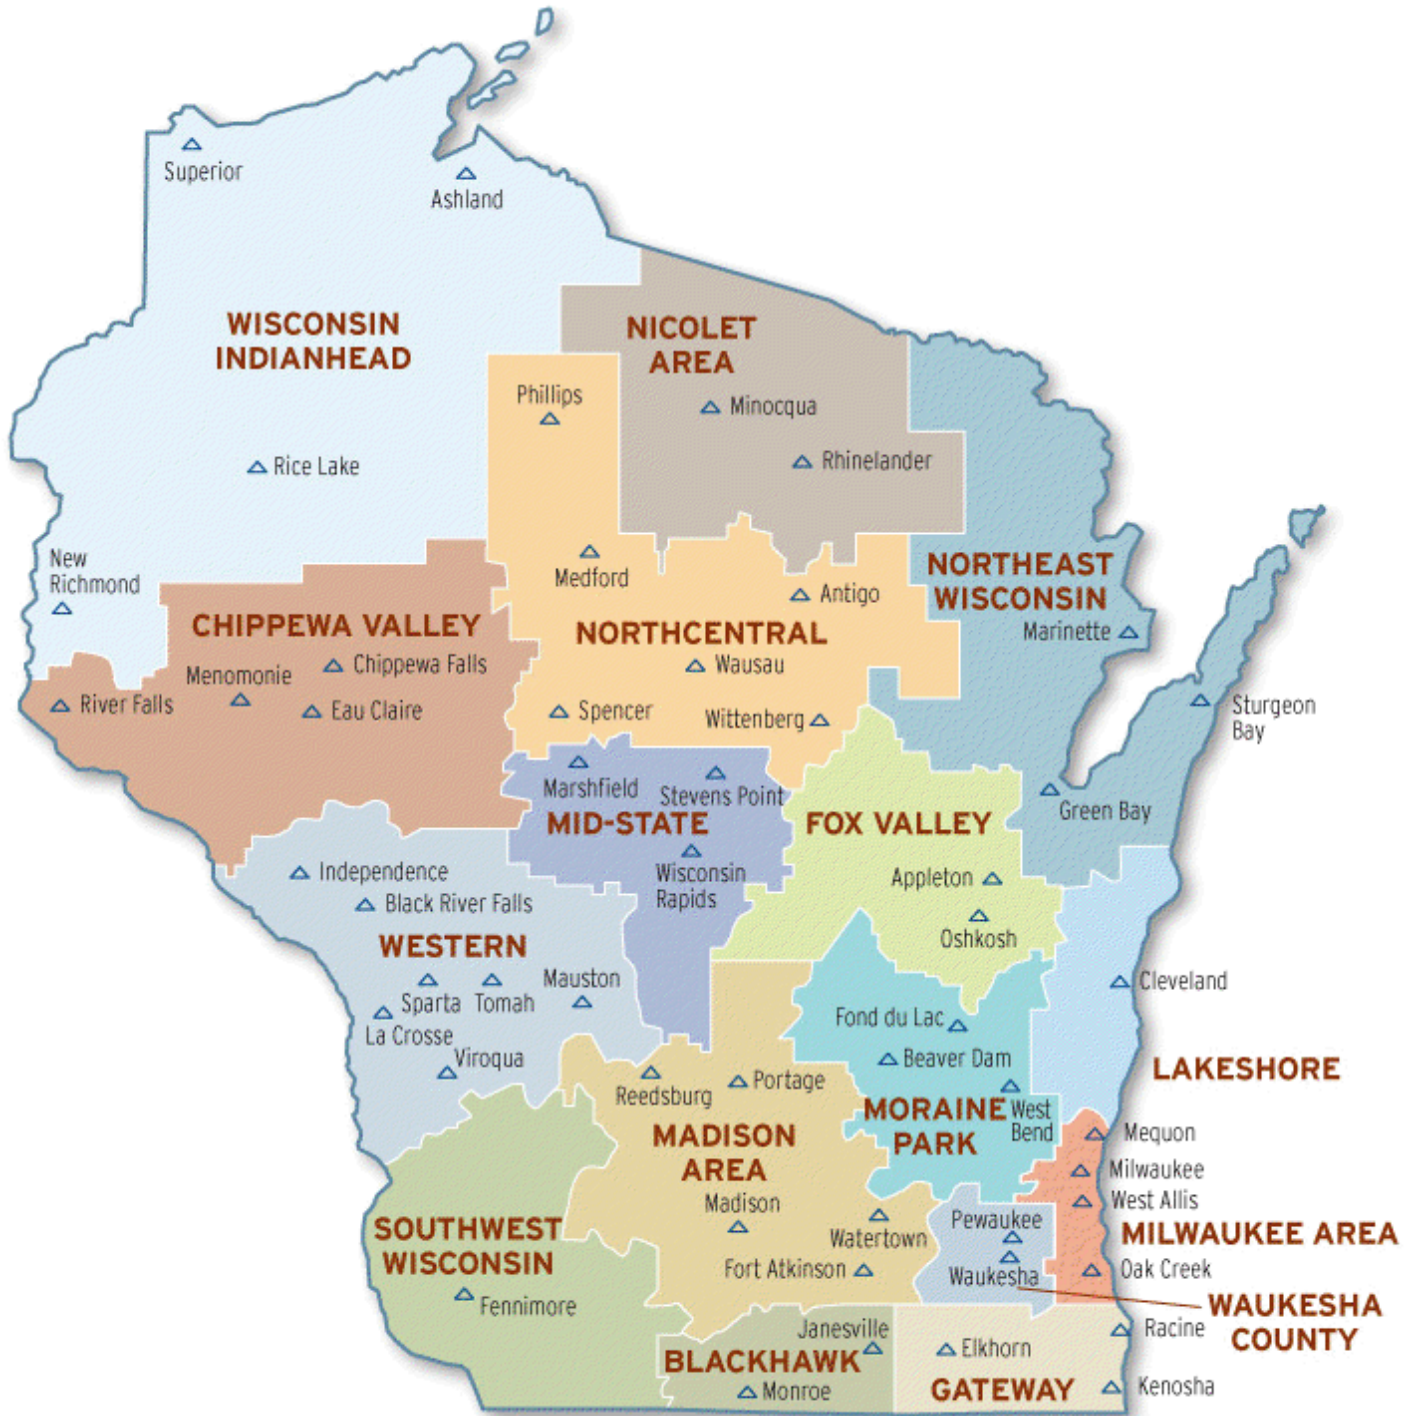 Superior
Ashland
WISCONSIN
INDIANHEAD
NICOLET
AREA
Phillips
Minocqua
Rice Lake
Rhinelander
New
Richmond
Medford
Antigo
NORTHEAST
WISCONSIN
Marinette
CHIPPEWA VALLEY
NORTHCENTRAL
Chippewa Falls
Menomonie
Wausau
River Falls
Eau Claire
Spencer
Wittenberg
Sturgeon
Bay
Marshfield
Stevens Point
MID-STATE
FOX VALLEY
Green Bay
Independence
Wisconsin
Rapids
Appleton
Black River Falls
Oshkosh
WESTERN
Mauston
Sparta
Tomah
Cleveland
La Crosse
Fond du Lac
Viroqua
Beaver Dam
LAKESHORE
Reedsburg
Portage
MORAINE
PARK
West
Bend
MADISON
AREA
Mequon
Milwaukee
West Allis
Madison
Pewaukee
SOUTHWEST
WISCONSIN
Watertown
MILWAUKEE AREA
Fort Atkinson
Waukesha
Oak Creek
Fennimore
WAUKESHA
COUNTY
Janesville
Racine
BLACKHAWK
Elkhorn
Monroe
GATEWAY
Kenosha